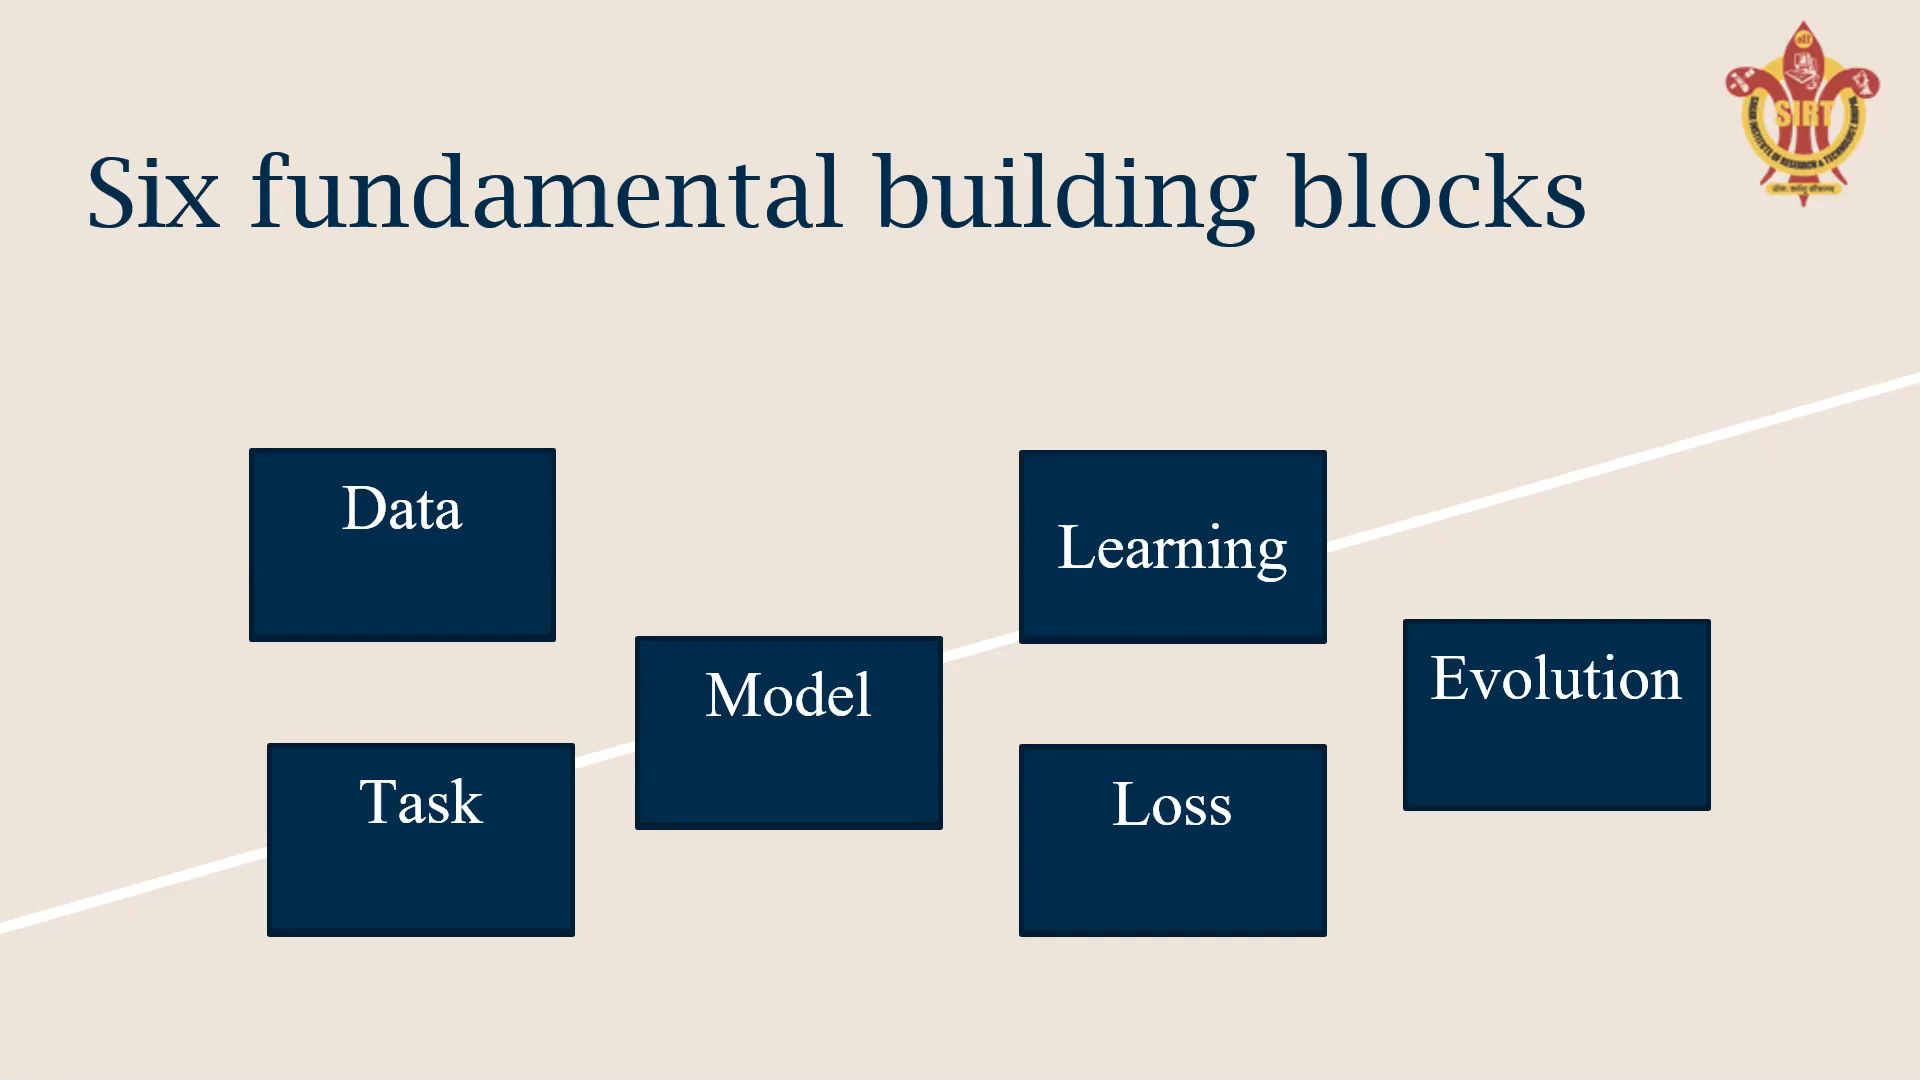 Six fundamental building blocks
SIRT
Data
Learning
Evolution
Model
Task
Loss